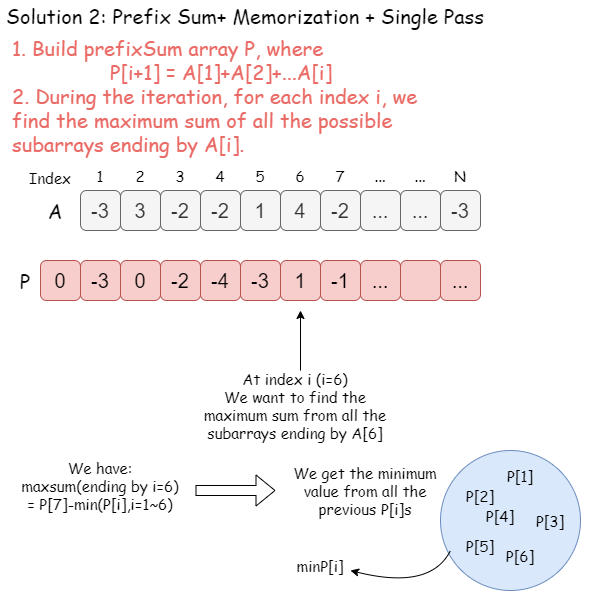 Solution 2: Prefix Sum+ Memorization + Single Pass
1. Build prefixSum array P, where
P[i+1] = A[1]+A[2]+...A[i]
2. During the iteration, for each index i, we
find the maximum sum of all the possible
subarrays ending by A[i].
Index 1 2 3 4 5 6 7 ... ... N
A -3 3 -2 -2 1 4 -2 ... ... -3
P 0 -3 0 -2 -4 -3 1 -1 ... ...
At index i (i=6)
We want to find the
maximum sum from all the
subarrays ending by A[6]
We have:
maxsum(ending by i=6)
= P[7]-min(P[i],i=1~6)
We get the minimum
value from all the
previous P[i]s
P[1]
P[2]
P[4] P[3]
P[5] P[6]
minP[i]